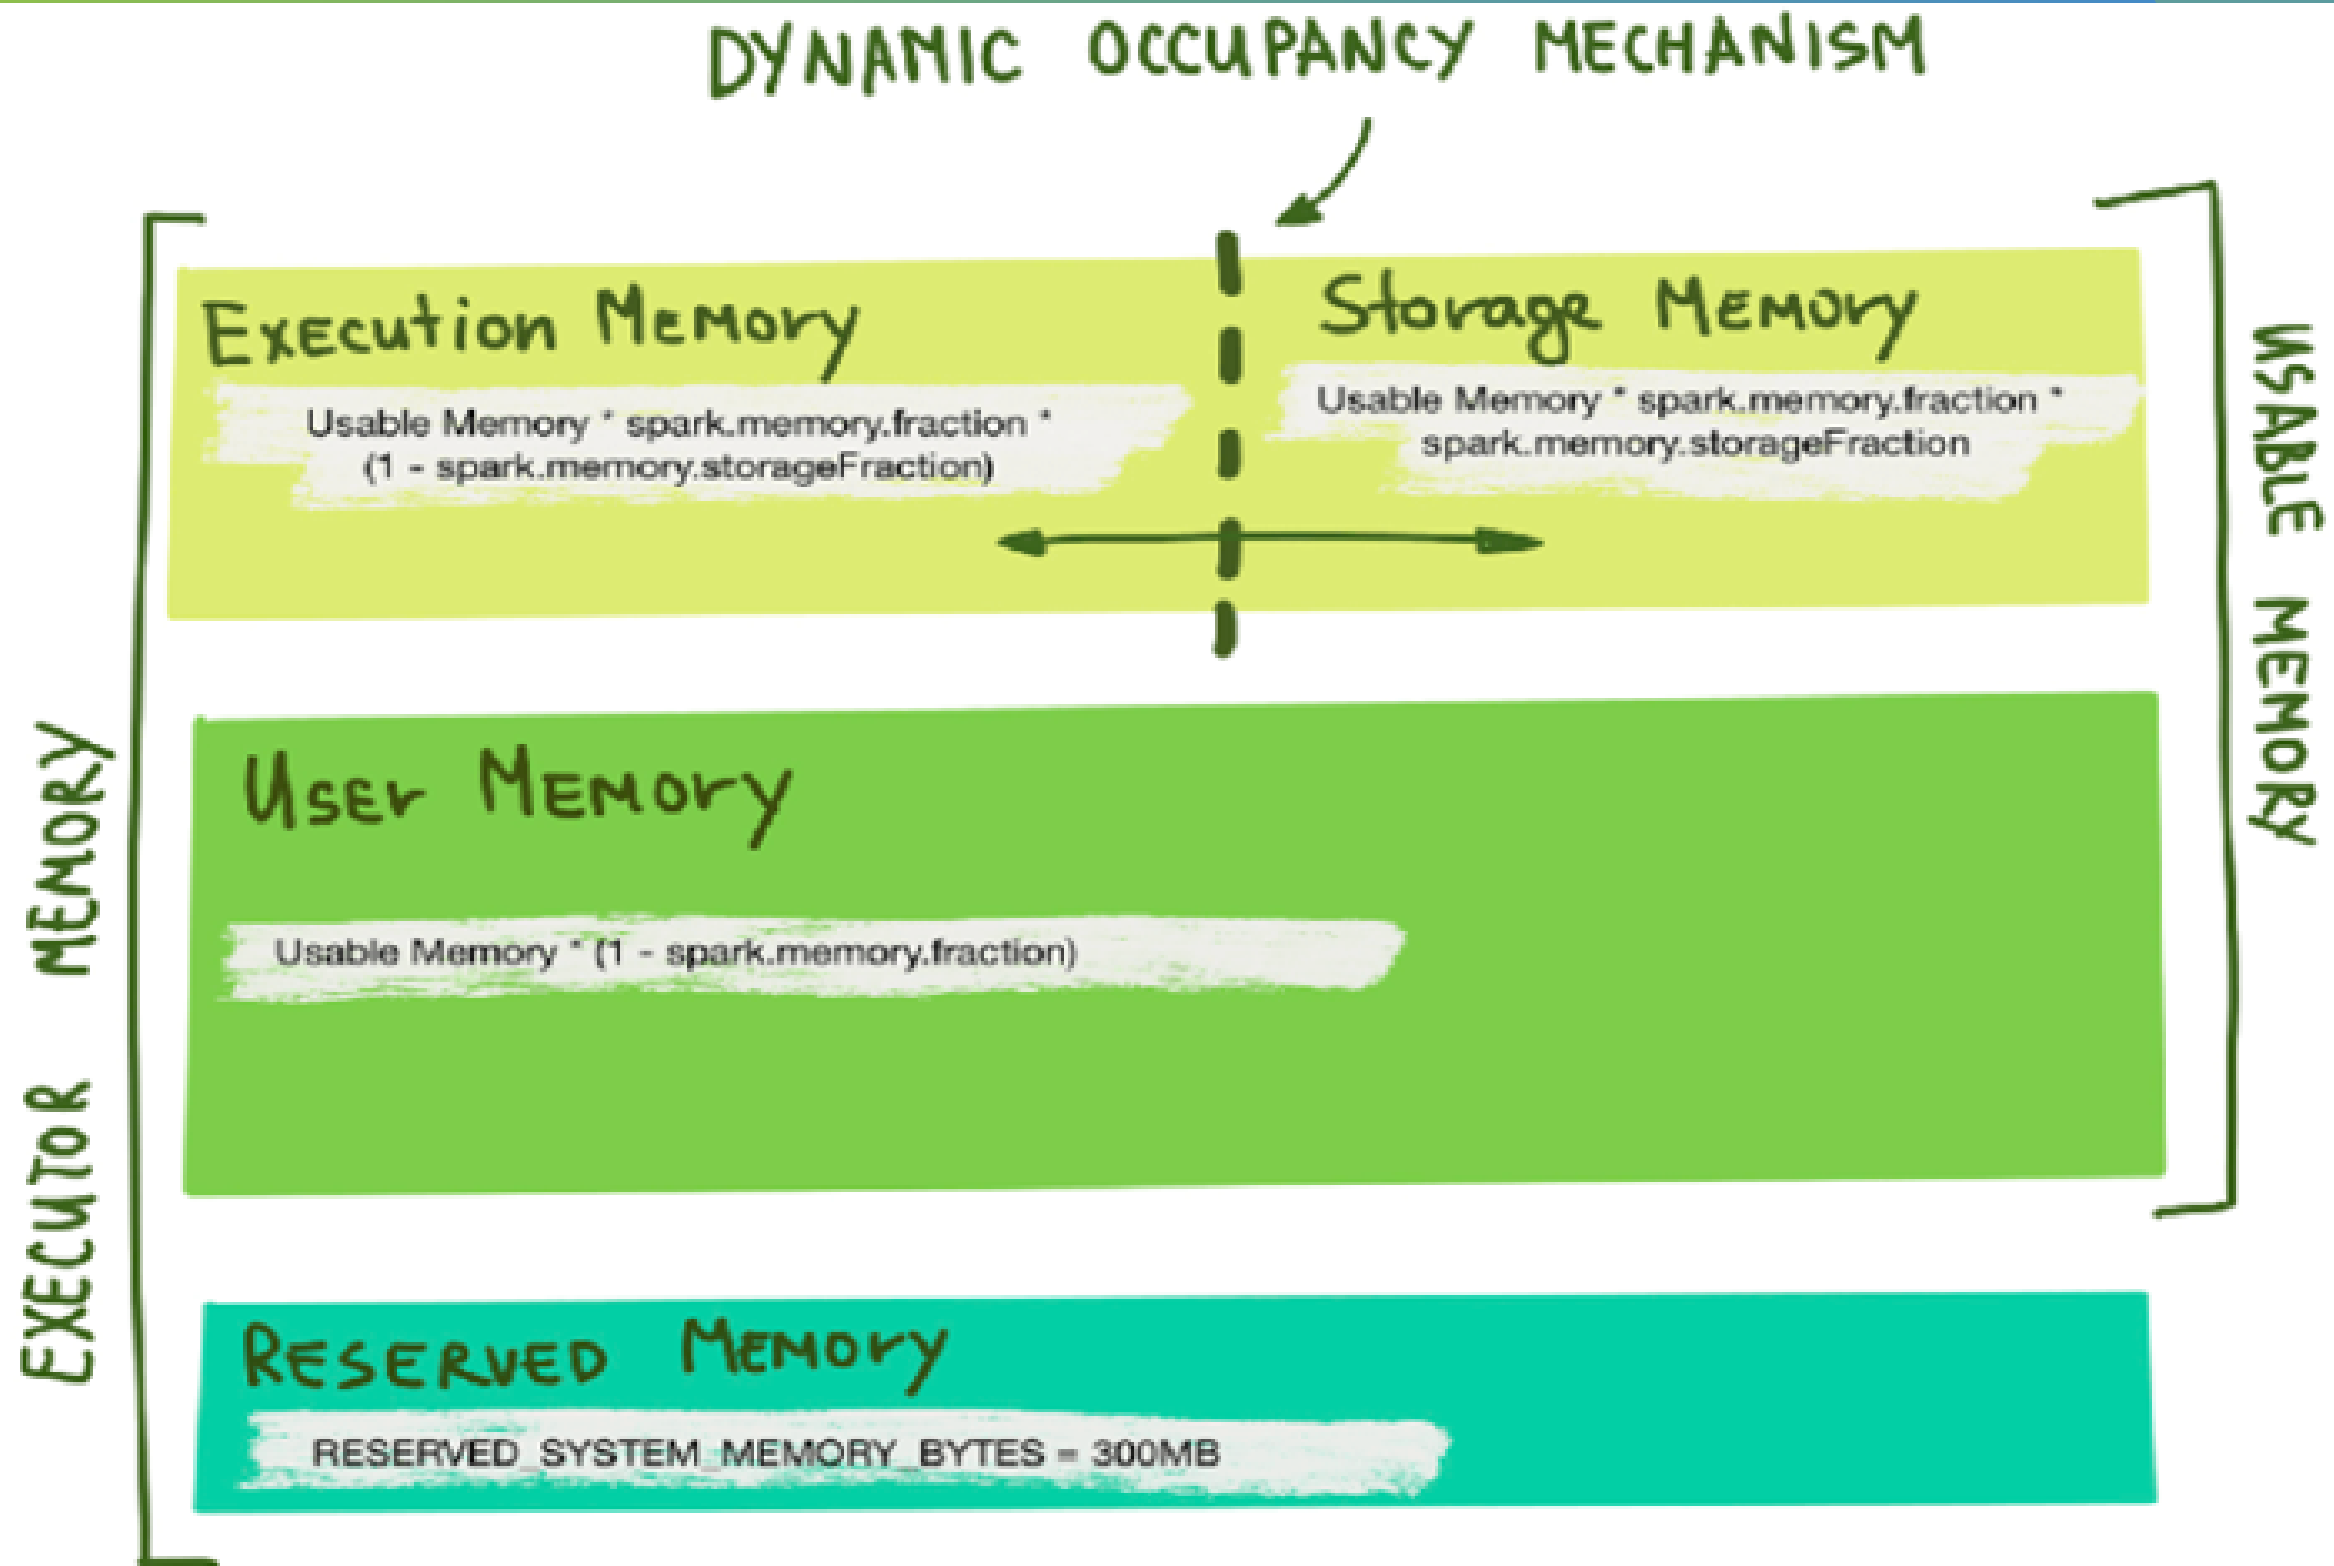 DYNAMIC OCCUPANCY MECHANISM
Execution Memory
Usable Memory * spark.memory.fraction *
(1 - spark.memory.storageFraction)
Storage Memory
Usable Memory * spark.memory.fraction *
spark.memory.storageFraction
USABLE MEMORY
User Memory
Usable Memory * (1 - spark.memory.fraction)
EXECUTOR MEMORY
RESERVED MEMORY
RESERVED_SYSTEM_MEMORY_BYTES = 300MB